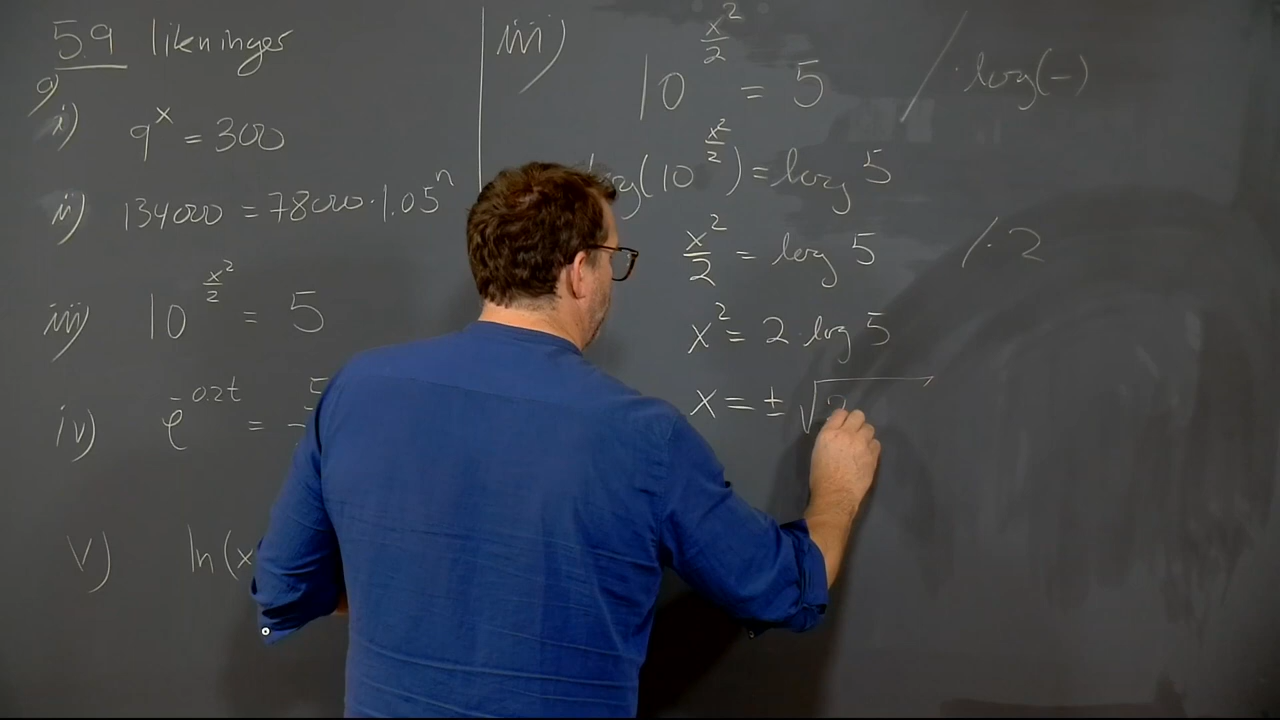 5.9 likninger
a)
i) 9^x = 300
ii) 134000 = 78000 · 1.05^n
iii) 10^(x²/2) = 5
iv) e^(-0.2t) =
v) ln(x
iii) 10^(x²/2) = 5 / · log(-)
log(10^(x²/2)) = log 5
x²/2 = log 5 / · 2
x² = 2 · log 5
x = ± √2